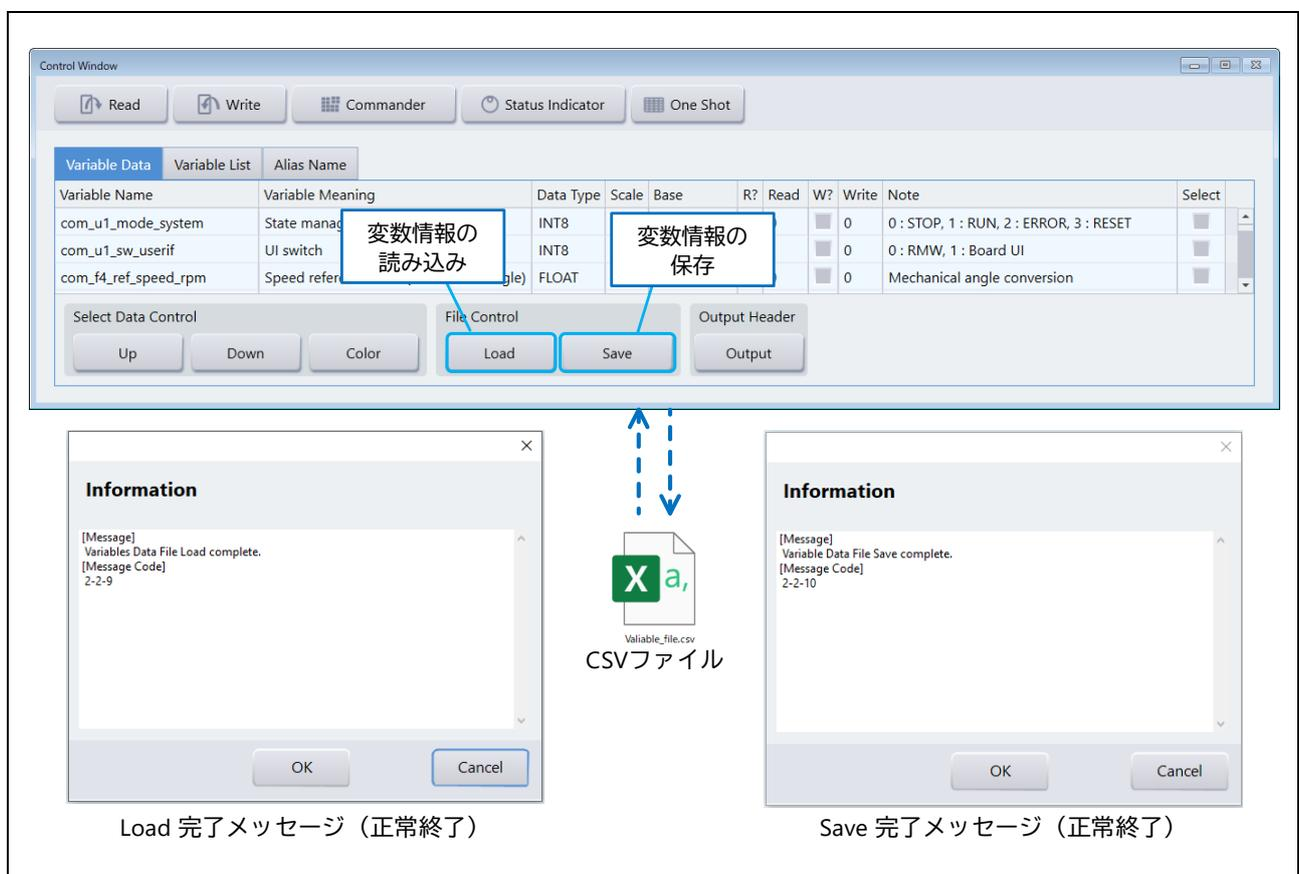 Control Window
Read Write Commander Status Indicator One Shot
Variable Data Variable List Alias Name
Variable Name Variable Meaning Data Type Scale Base R? Read W? Write Note Select
com_u1_mode_system State INT8 0 0 : STOP, 1 : RUN, 2 : ERROR, 3 : RESET
com_u1_sw_userif UI switch INT8 0 0 : RMW, 1 : Board UI
com_f4_ref_speed_rpm Speed FLOAT 0 Mechanical angle conversion
変数情報の
読み込み
変数情報の
保存
Select Data Control File Control Output Header
Up Down Color Load Save Output
Information
[Message]
Variables Data File Load complete.
[Message Code]
2-2-9
OK Cancel
Load 完了メッセージ（正常終了）
Valiable_file.csv
CSVファイル
Information
[Message]
Variable Data File Save complete.
[Message Code]
2-2-10
OK Cancel
Save 完了メッセージ（正常終了）